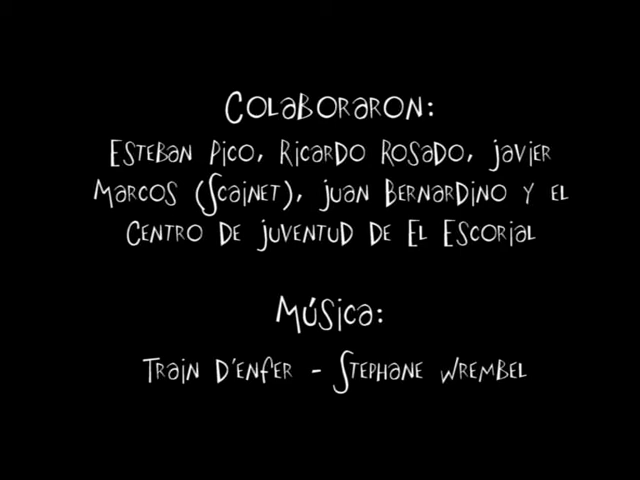 Colaboraron:
Esteban Pico, Ricardo Rosado, Javier
Marcos (Scainet), Juan Bernardino y el
Centro de Juventud de El Escorial
Música:
Train D'Enfer - Stephane Wrembel